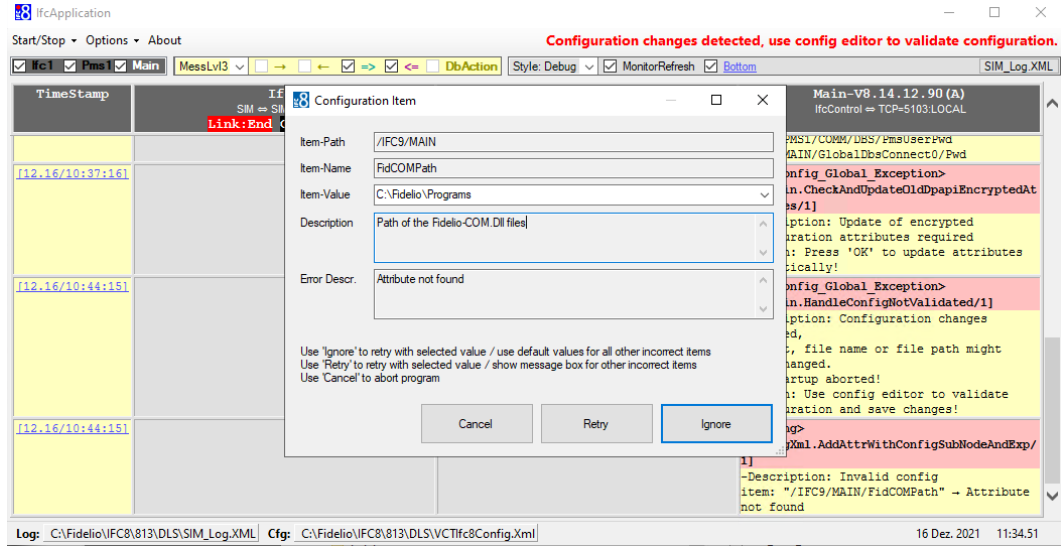 IfcApplication
Start/Stop Options About
Configuration changes detected, use config editor to validate configuration.
Ifc1 Pms1 Main MessLvl3 → ← => <= DbAction Style: Debug MonitorRefresh Bottom SIM_Log.XML
TimeStamp
SIM ⇔
Link:End
Main-V8.14.12.90(A)
IfcControl ⇔ TCP=5103:LOCAL
Configuration Item
Item-Path /IFC9/MAIN
Item-Name FidCOMPath
Item-Value C:\Fidelio\Programs
Description Path of the Fidelio-COM.Dll files
Error Descr. Attribute not found
Use 'Ignore' to retry with selected value / use default values for all other incorrect items
Use 'Retry' to retry with selected value / show message box for other incorrect items
Use 'Cancel' to abort program
Cancel Retry Ignore
PMS1/COMM/DBS/PmsUserPwd
MAIN/GlobalDbsConnect0/Pwd
[12.16/10:37:16]
onfig_Global_Exception>
in.CheckAndUpdateOldDpapiEncryptedAt
es/1]
iption: Update of encrypted
uration attributes required
n: Press 'OK' to update attributes
tically!
[12.16/10:44:15]
onfig_Global_Exception>
in.HandleConfigNotValidated/1]
iption: Configuration changes
ed,
t, file name or file path might
hanged.
artup aborted!
n: Use config editor to validate
uration and save changes!
[12.16/10:44:15]
ng>
gXml.AddAttrWithConfigSubNodeAndExp/
1]
-Description: Invalid config
item: "/IFC9/MAIN/FidCOMPath" → Attribute
not found
Log: C:\Fidelio\IFC8\813\DLS\SIM_Log.XML Cfg: C:\Fidelio\IFC8\813\DLS\VCTIfc8Config.Xml 16 Dez. 2021 11:34.51